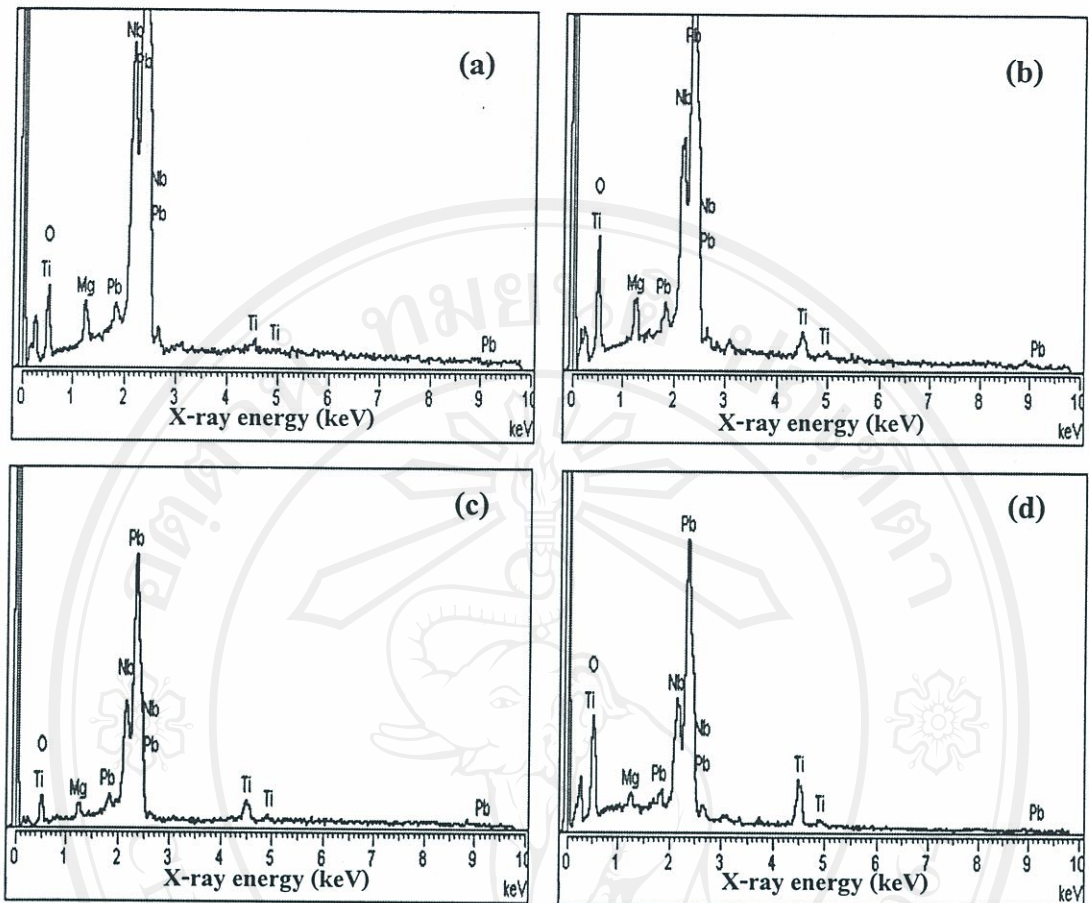 (a)
Nb
Pb
Nb
Pb
O
Ti
Mg
Pb
Ti
Ti
Pb
0 1 2 3 4 5 6 7 8 9 10
X-ray energy (keV)
keV
(b)
Pb
Nb
Nb
Pb
O
Ti
Mg
Pb
Ti
Ti
Pb
0 1 2 3 4 5 6 7 8 9 10
X-ray energy (keV)
keV
(c)
Pb
Nb
Nb
Pb
O
Ti
Mg
Pb
Ti
Ti
Pb
0 1 2 3 4 5 6 7 8 9 10
X-ray energy (keV)
keV
(d)
Pb
O
Ti
Nb
Nb
Pb
Mg
Pb
Ti
Ti
Pb
0 1 2 3 4 5 6 7 8 9 10
X-ray energy (keV)
keV